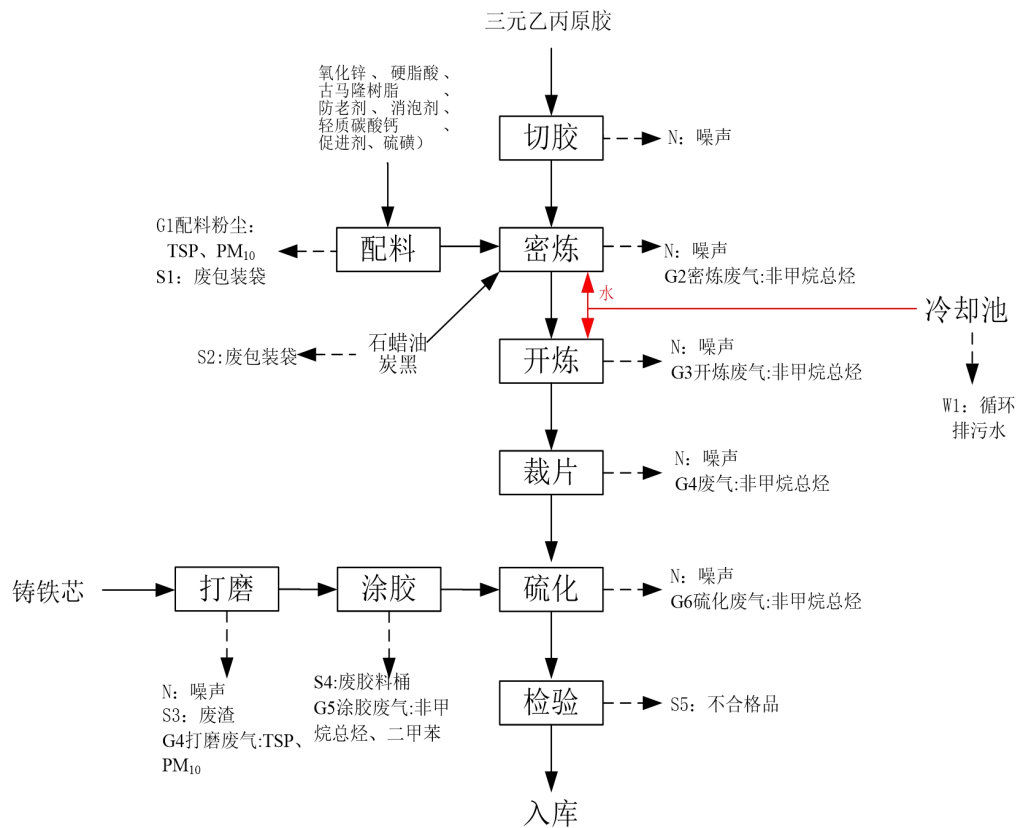 三元乙丙原胶
氧化锌、硬脂酸、
古马隆树脂、
防老剂、消泡剂、
轻质碳酸钙、
促进剂、硫磺）
切胶
N：噪声
G1配料粉尘：
TSP、PM10
S1：废包装袋
配料
密炼
N：噪声
G2密炼废气:非甲烷总烃
水
冷却池
S2:废包装袋
石蜡油
炭黑
开炼
N：噪声
G3开炼废气:非甲烷总烃
W1：循环
排污水
裁片
N：噪声
G4废气:非甲烷总烃
铸铁芯
打磨
涂胶
硫化
N：噪声
G6硫化废气:非甲烷总烃
N：噪声
S3：废渣
G4打磨废气:TSP、
PM10
S4:废胶料桶
G5涂胶废气:非甲
烷总烃、二甲苯
检验
S5：不合格品
入库